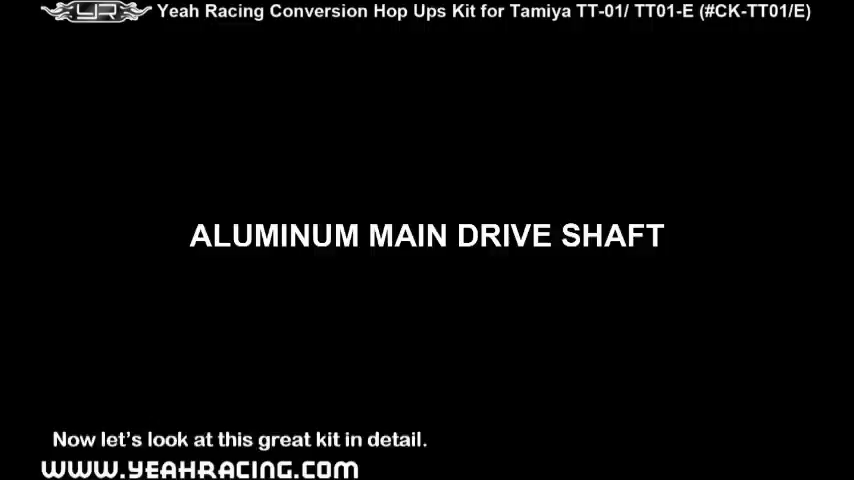 YR Yeah Racing Conversion Hop Ups Kit for Tamiya TT-01/ TT01-E (#CK-TT01/E)
ALUMINUM MAIN DRIVE SHAFT
Now let's look at this great kit in detail.
WWW.YEAHRACING.COM